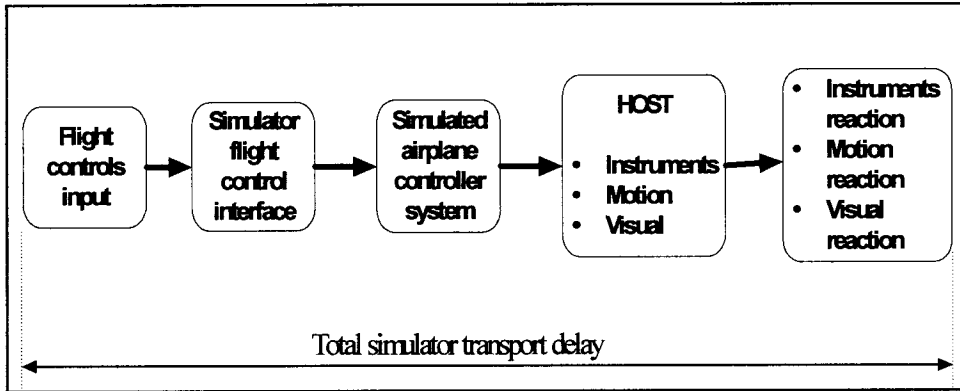 Flight
controls
input
Simulator
flight
control
interface
Simulated
airplane
controller
system
HOST
• Instruments
• Motion
• Visual
• Instruments
reaction
• Motion
reaction
• Visual
reaction
Total simulator transport delay